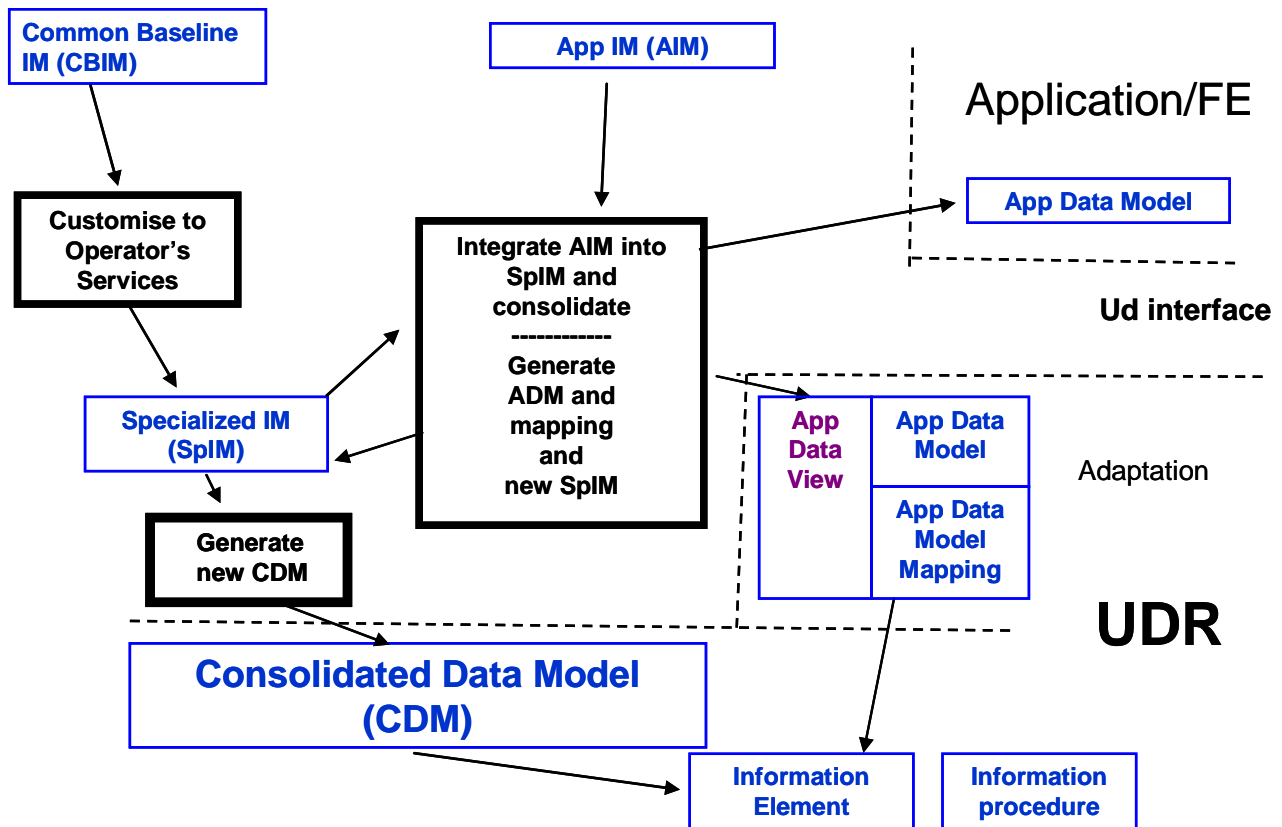 Common Baseline
IM (CBIM)
App IM (AIM)
Application/FE
App Data Model
Customise to
Operator's
Services
Integrate AIM into
SpIM and
consolidate
------------
Generate
ADM and
mapping
and
new SpIM
Ud interface
Specialized IM
(SpIM)
App
Data
View
App Data
Model
App Data
Model
Mapping
Adaptation
Generate
new CDM
UDR
Consolidated Data Model
(CDM)
Information
Element
Information
procedure